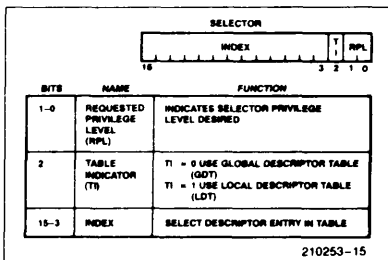 SELECTOR
INDEX T I RPL
15 3 2 1 0
BITS NAME FUNCTION
1–0 REQUESTED PRIVILEGE LEVEL (RPL) INDICATES SELECTOR PRIVILEGE LEVEL DESIRED
2 TABLE INDICATOR (TI) TI = 0 USE GLOBAL DESCRIPTOR TABLE (GDT)
TI = 1 USE LOCAL DESCRIPTOR TABLE (LDT)
15–3 INDEX SELECT DESCRIPTOR ENTRY IN TABLE
210253–15